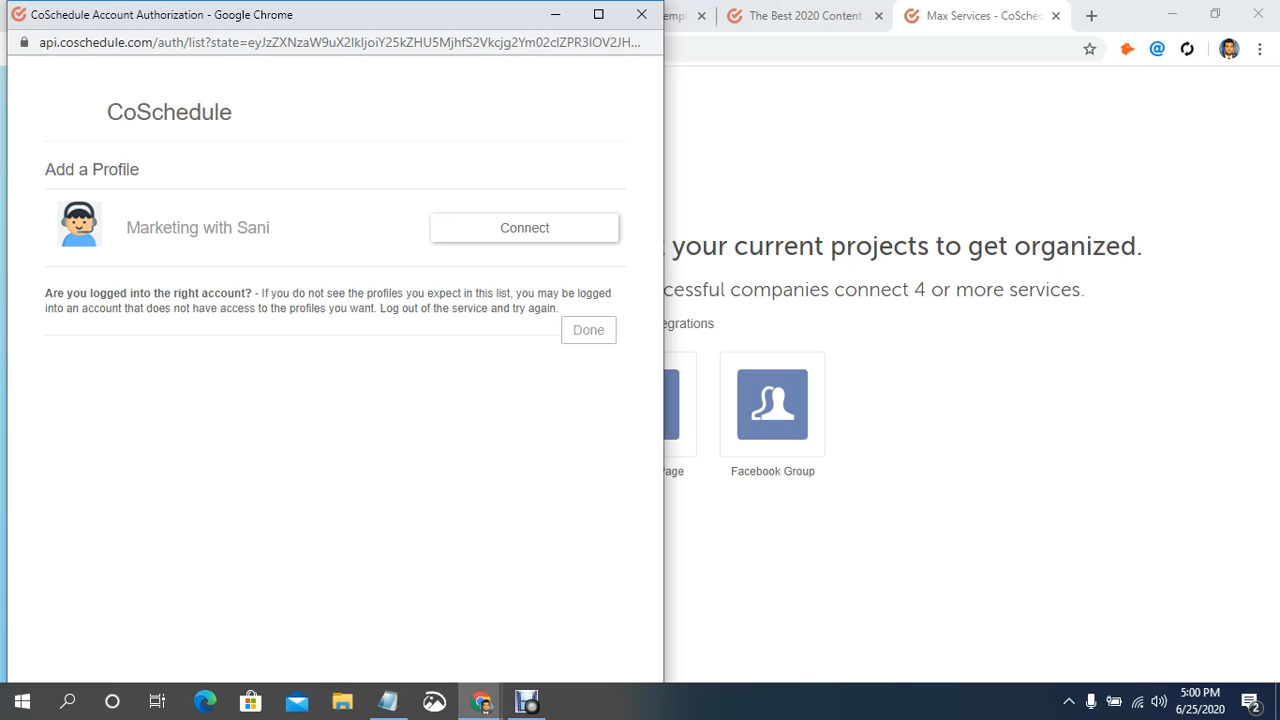 CoSchedule Account Authorization - Google Chrome
The Best 2020 Content
Max Services - CoSched
api.coschedule.com/auth/list?state=
CoSchedule
Add a Profile
Marketing with Sani
Connect
Are you logged into the right account? - If you do not see the profiles you expect in this list, you may be logged
into an account that does not have access to the profiles you want. Log out of the service and try again.
Done
your current projects to get organized.
cessful companies connect 4 or more services.
egrations
Page
Facebook Group
5:00 PM
6/25/2020
2